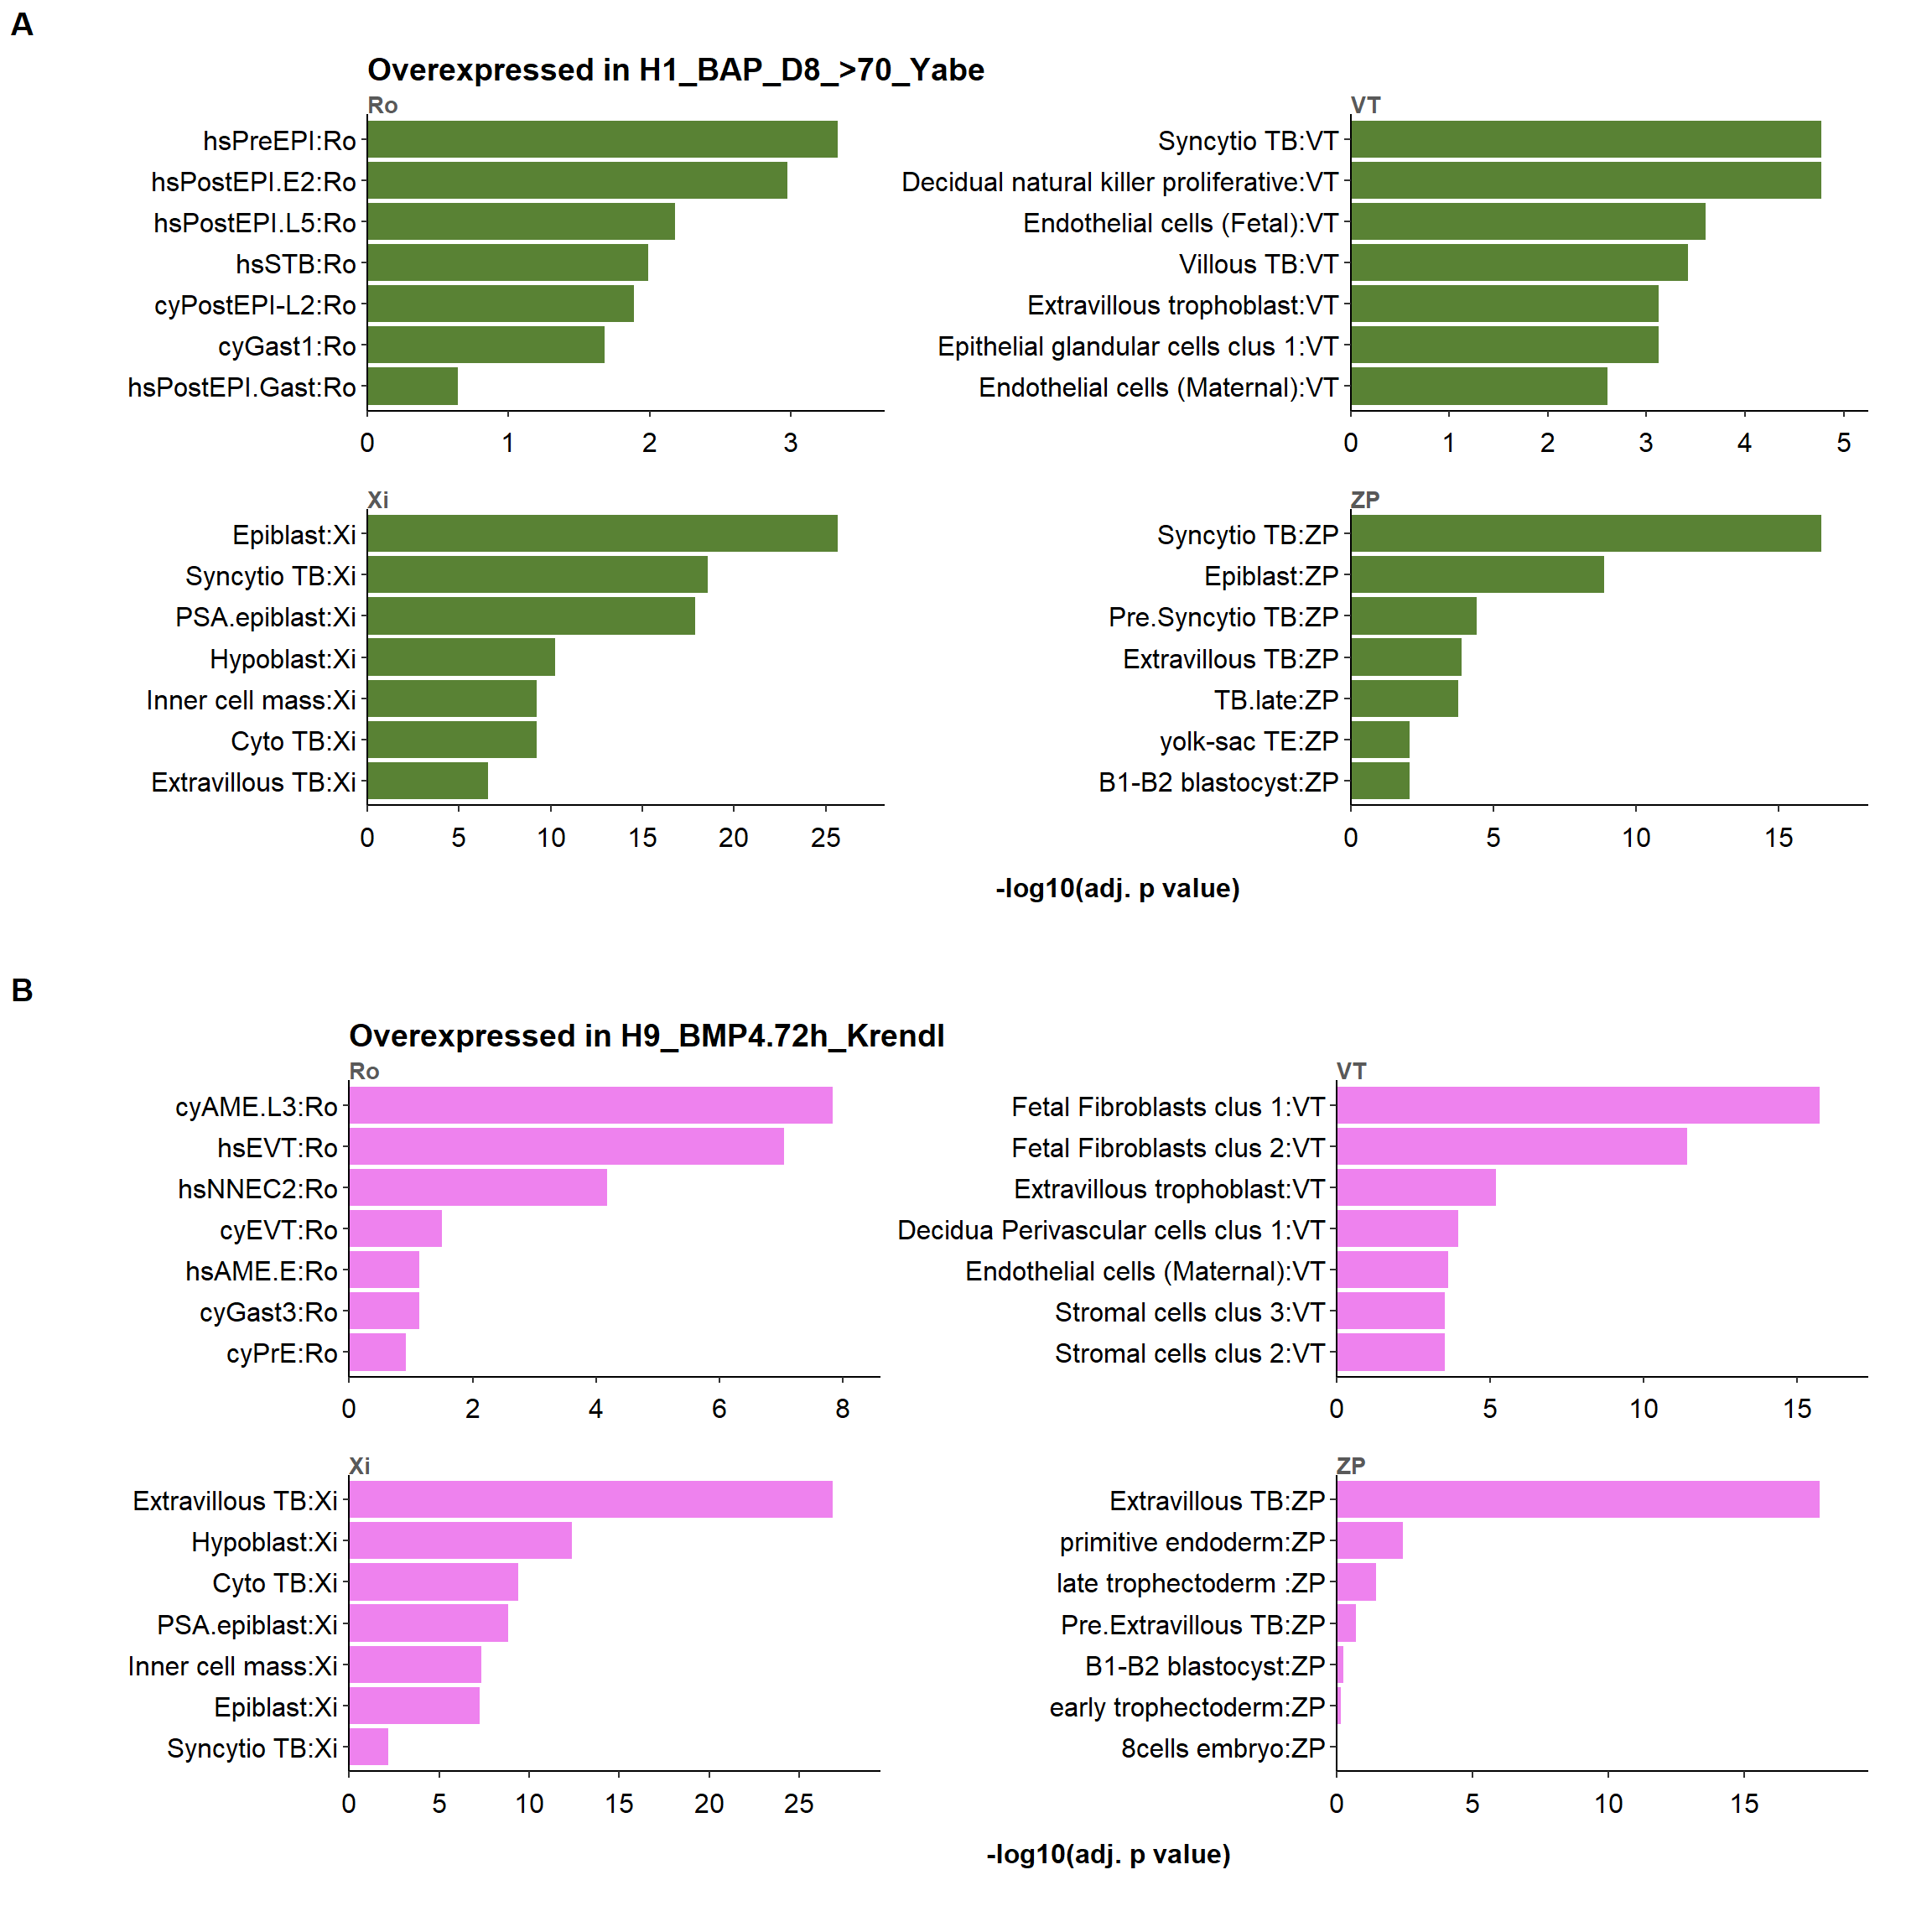 A
Overexpressed in H1_BAP_D8_>70_Yabe
Ro
hsPreEPI:Ro
hsPostEPI.E2:Ro
hsPostEPI.L5:Ro
hsSTB:Ro
cyPostEPI-L2:Ro
cyGast1:Ro
hsPostEPI.Gast:Ro
0 1 2 3
VT
Syncytio TB:VT
Decidual natural killer proliferative:VT
Endothelial cells (Fetal):VT
Villous TB:VT
Extravillous trophoblast:VT
Epithelial glandular cells clus 1:VT
Endothelial cells (Maternal):VT
0 1 2 3 4 5
Xi
Epiblast:Xi
Syncytio TB:Xi
PSA.epiblast:Xi
Hypoblast:Xi
Inner cell mass:Xi
Cyto TB:Xi
Extravillous TB:Xi
0 5 10 15 20 25
ZP
Syncytio TB:ZP
Epiblast:ZP
Pre.Syncytio TB:ZP
Extravillous TB:ZP
TB.late:ZP
yolk-sac TE:ZP
B1-B2 blastocyst:ZP
0 5 10 15
-log10(adj. p value)
B
Overexpressed in H9_BMP4.72h_Krendl
Ro
cyAME.L3:Ro
hsEVT:Ro
hsNNEC2:Ro
cyEVT:Ro
hsAME.E:Ro
cyGast3:Ro
cyPrE:Ro
0 2 4 6 8
VT
Fetal Fibroblasts clus 1:VT
Fetal Fibroblasts clus 2:VT
Extravillous trophoblast:VT
Decidua Perivascular cells clus 1:VT
Endothelial cells (Maternal):VT
Stromal cells clus 3:VT
Stromal cells clus 2:VT
0 5 10 15
Xi
Extravillous TB:Xi
Hypoblast:Xi
Cyto TB:Xi
PSA.epiblast:Xi
Inner cell mass:Xi
Epiblast:Xi
Syncytio TB:Xi
0 5 10 15 20 25
ZP
Extravillous TB:ZP
primitive endoderm:ZP
late trophectoderm :ZP
Pre.Extravillous TB:ZP
B1-B2 blastocyst:ZP
early trophectoderm:ZP
8cells embryo:ZP
0 5 10 15
-log10(adj. p value)